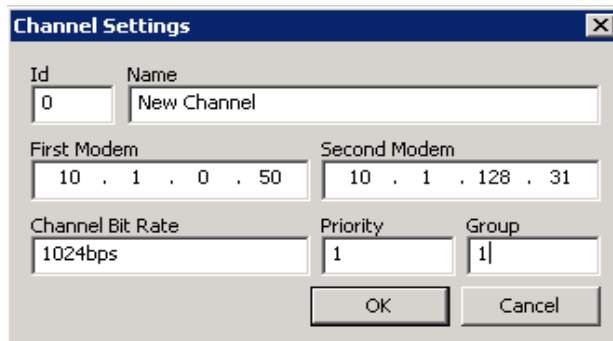 Channel Settings
Id Name
0 New Channel
First Modem Second Modem
10 . 1 . 0 . 50 10 . 1 . 128 . 31
Channel Bit Rate Priority Group
1024bps 1 1
OK Cancel